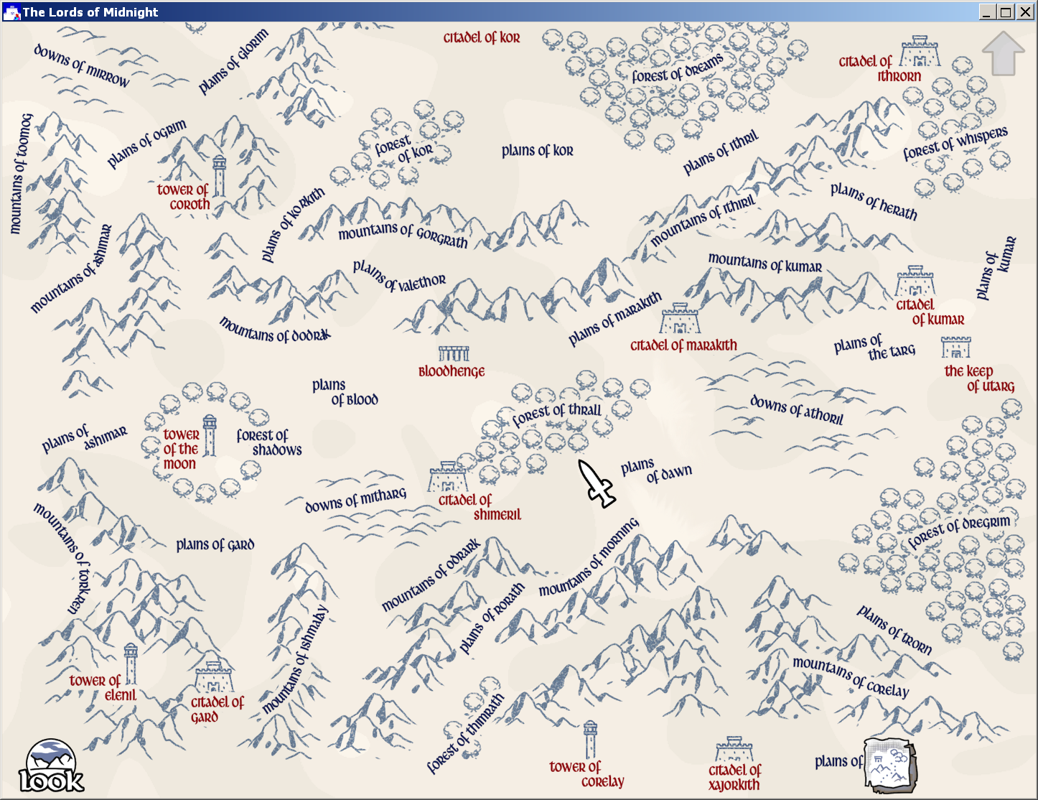 The Lords of Midnight
citadel of kor
downs of mirrow
plains of glorim
forest of dreams
citadel of
ithrorn
mountains of toomog
plains of ogrim
forest
of kor
plains of kor
plains of ithril
forest of whispers
tower of
coroth
plains of korkith
mountains of gorgrath
mountains of ithril
plains of herath
mountains of ashimar
plains of valethor
mountains of kumar
plains of
kumar
citadel
of kumar
mountains of dodrak
plains of marakith
citadel of marakith
plains of
the targ
bloodhenge
the keep
of utarg
plains
of blood
forest of thrall
downs of athoril
plains of
ashimar
tower
of the
moon
forest of
shadows
plains
of dawn
downs of mitharg
citadel of
shimeril
mountains of torkren
plains of gard
mountains of odrark
mountains of morning
forest of dregrim
plains of rorath
plains of trorn
mountains of ishmalay
tower of
elenil
citadel of
gard
mountains of corelay
forest of thimrath
tower of
corelay
citadel of
xajorkith
plains of
look